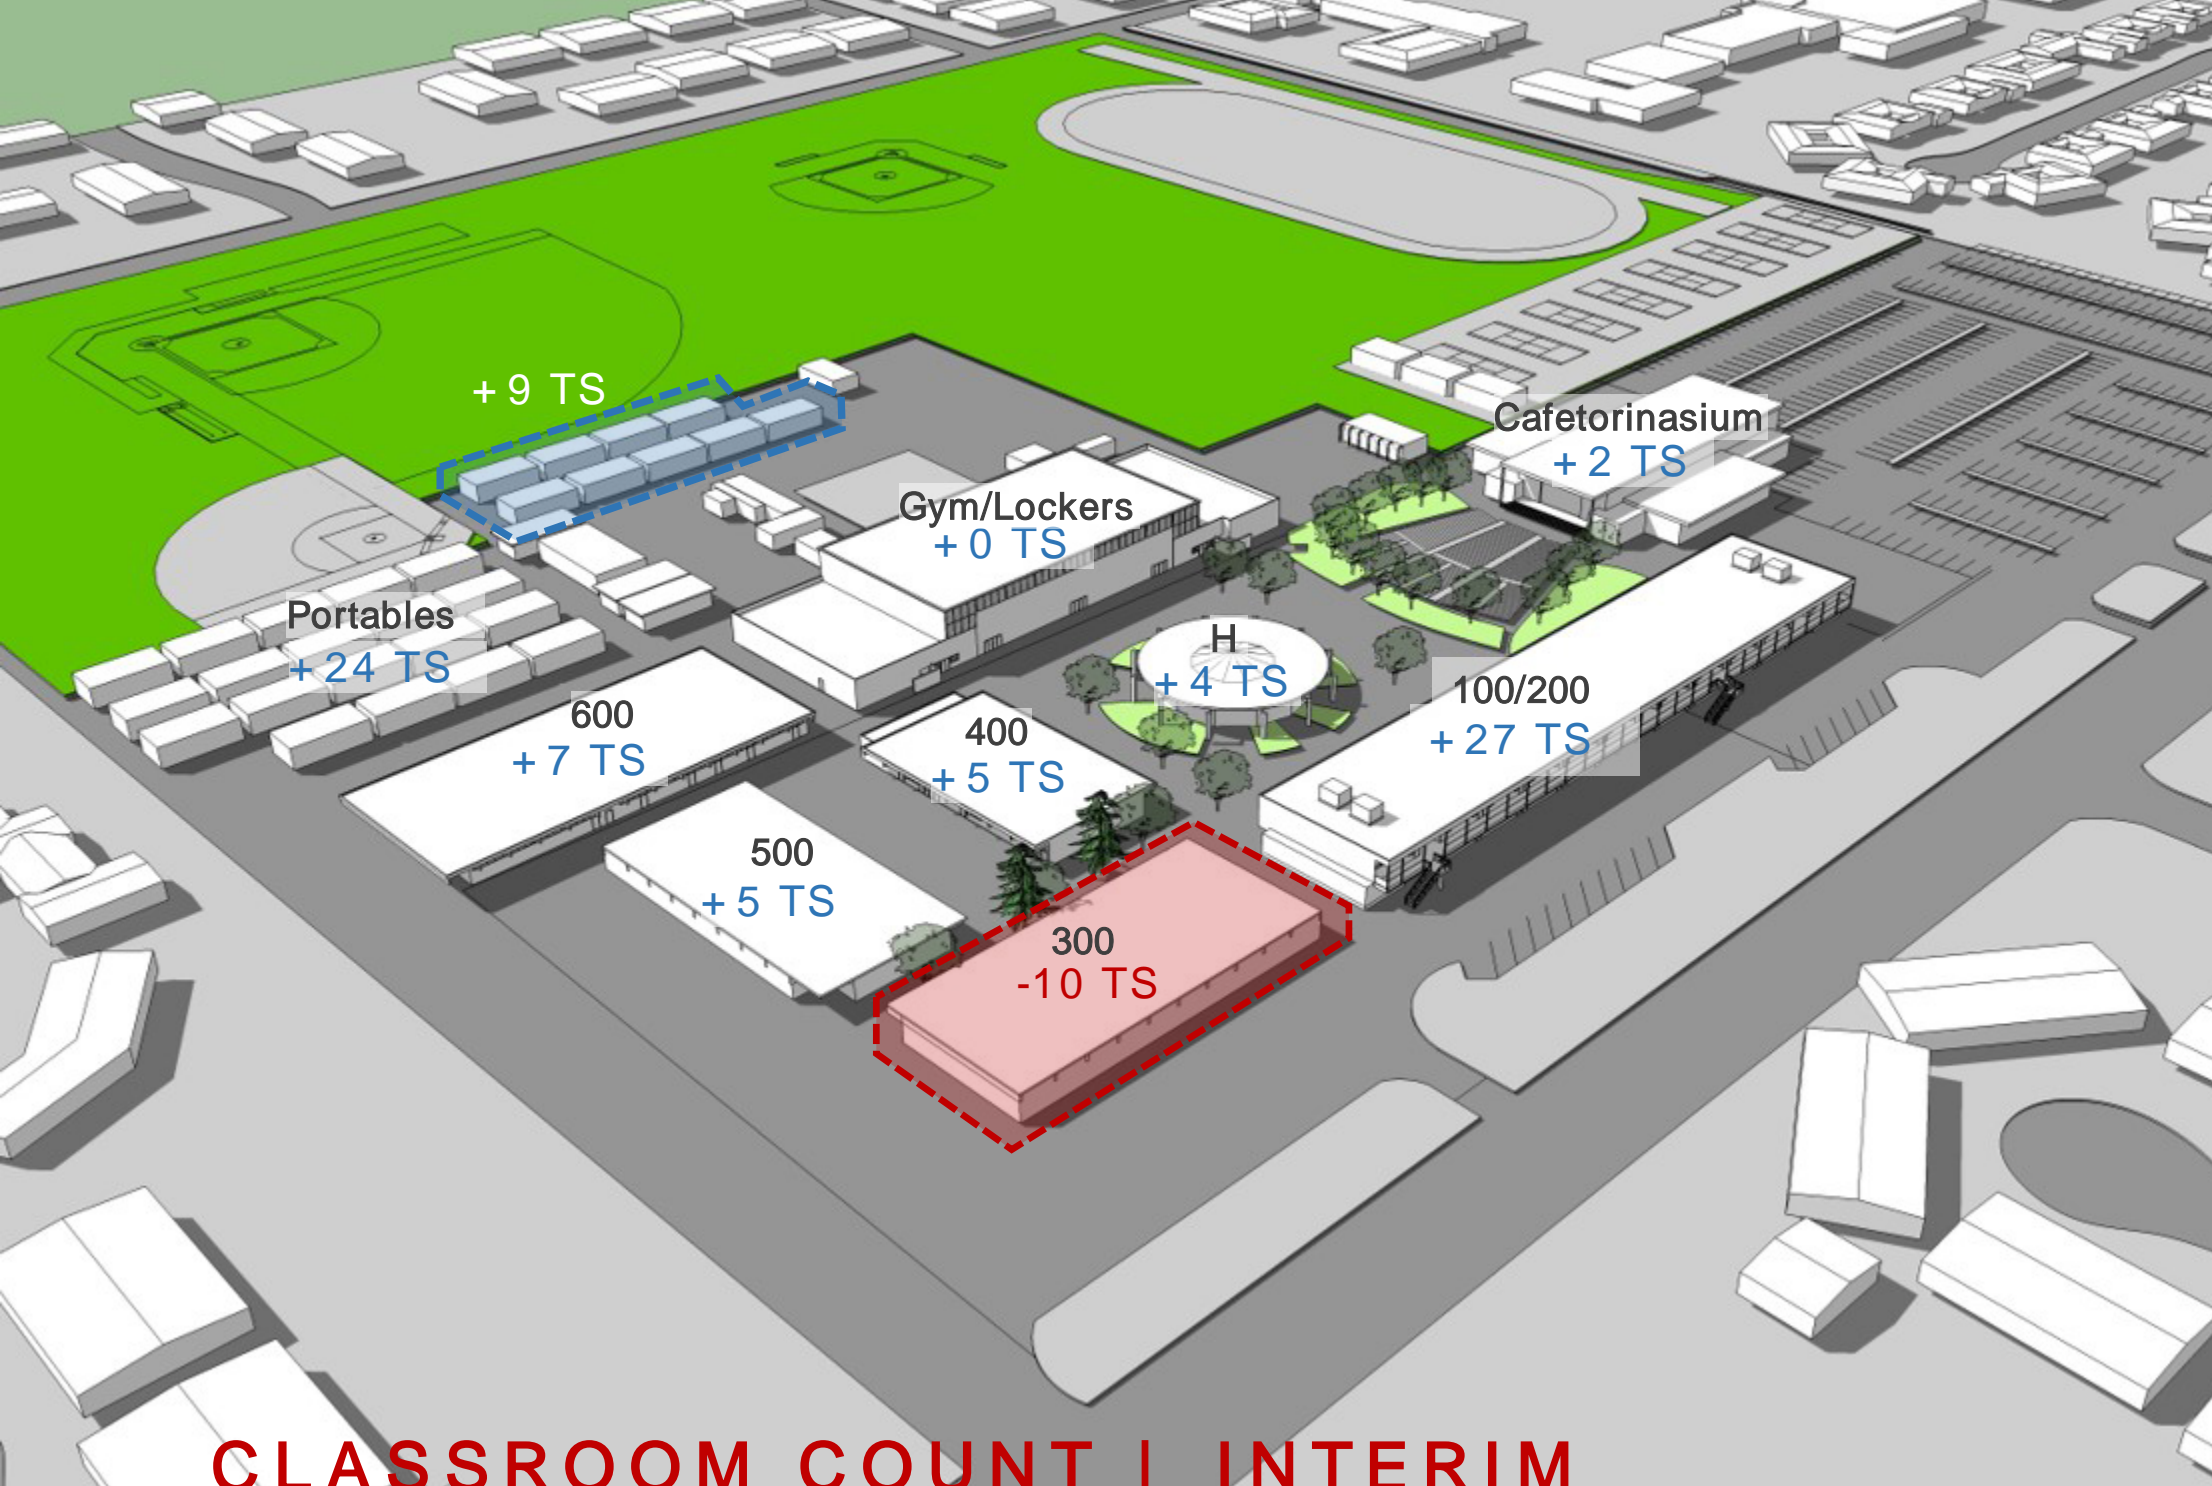 +9 TS
Cafetorinasium
+2 TS
Gym/Lockers
+0 TS
Portables
+24 TS
H
+4 TS
100/200
+27 TS
600
+7 TS
400
+5 TS
500
+5 TS
300
-10 TS
CLASSROOM COUNT | INTERIM